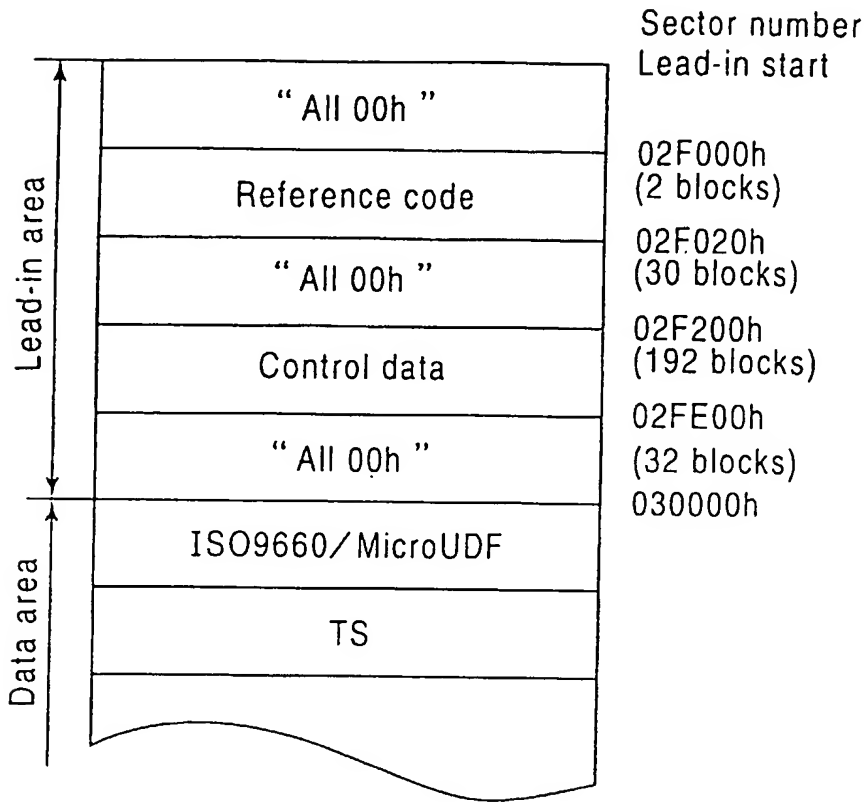 Sector number
Lead-in start
“ All 00h ”
02F000h
(2 blocks)
Reference code
02F020h
(30 blocks)
“ All 00h ”
02F200h
(192 blocks)
Control data
02FE00h
(32 blocks)
“ All 00h ”
030000h
ISO9660/MicroUDF
TS
Lead-in area
Data area